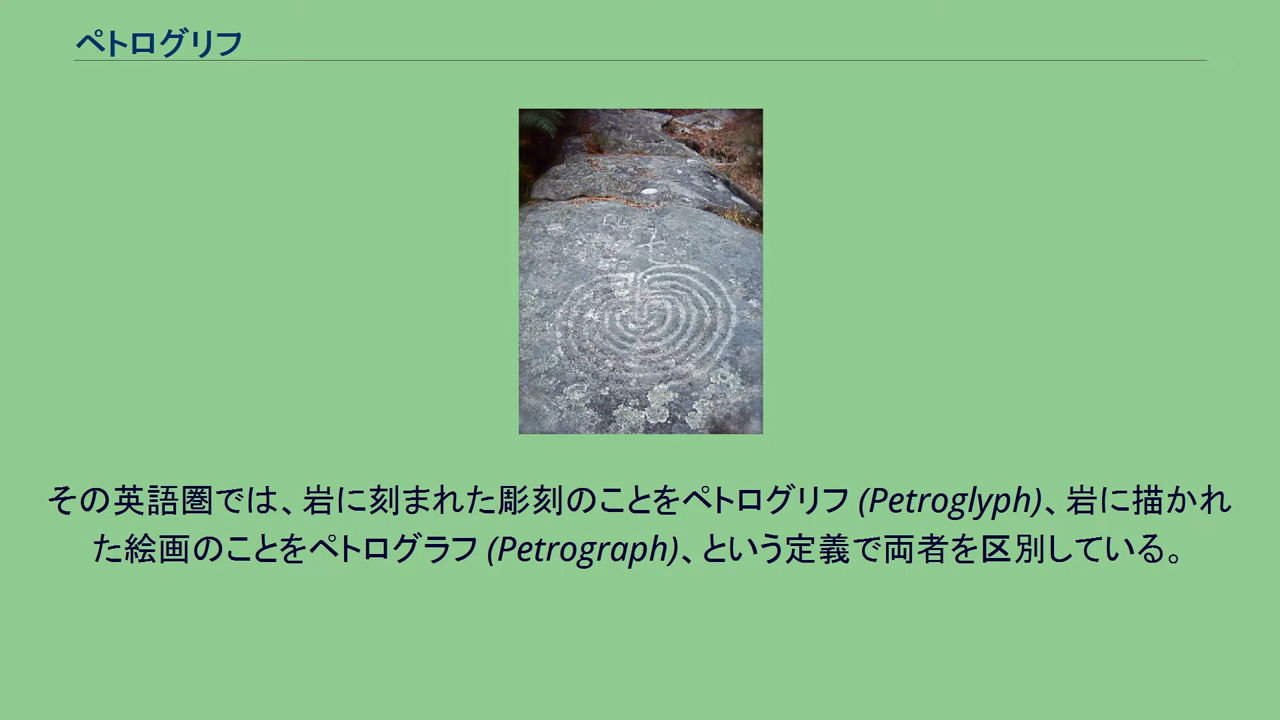 ペトログリフ
その英語圏では、岩に刻まれた彫刻のことをペトログリフ (Petroglyph)、岩に描かれ
た絵画のことをペトログラフ (Petrograph)、という定義で両者を区別している。